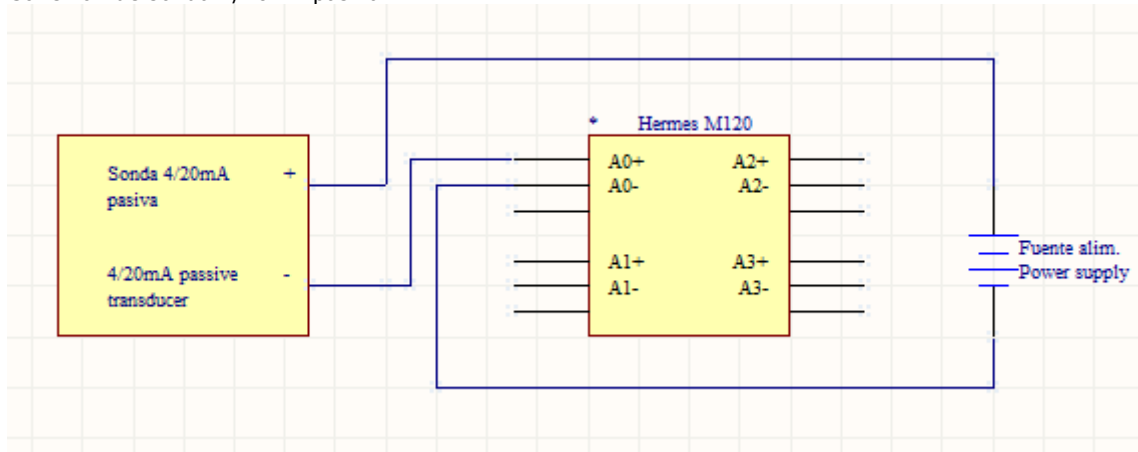 * Hermes M120
Sonda 4/20mA +
pasiva
4/20mA passive -
transducer
A0+ A2+
A0- A2-
A1+ A3+
A1- A3-
Fuente alim.
Power supply